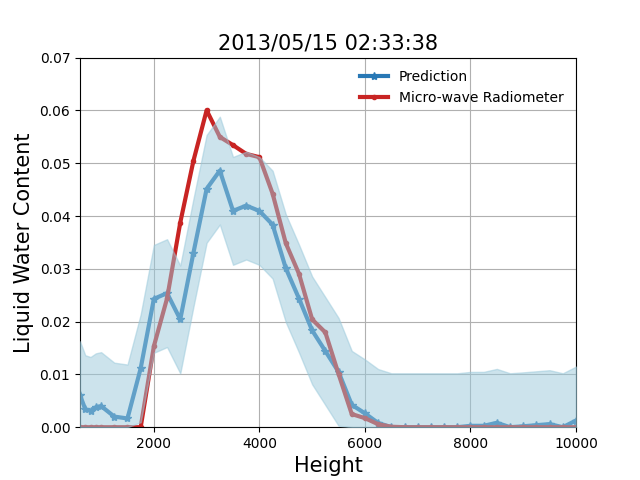 2013/05/15 02:33:38
Prediction
Micro-wave Radiometer
Liquid Water Content
0.07
0.06
0.05
0.04
0.03
0.02
0.01
0.00
2000 4000 6000 8000 10000
Height